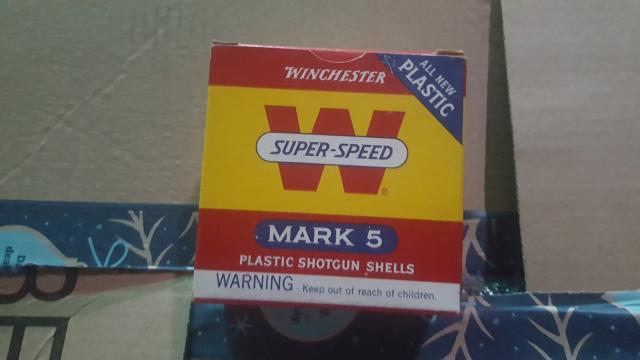 WINCHESTER
ALL NEW
PLASTIC
W
SUPER-SPEED
®
MARK 5
PLASTIC SHOTGUN SHELLS
WARNING - Keep out of reach of children.